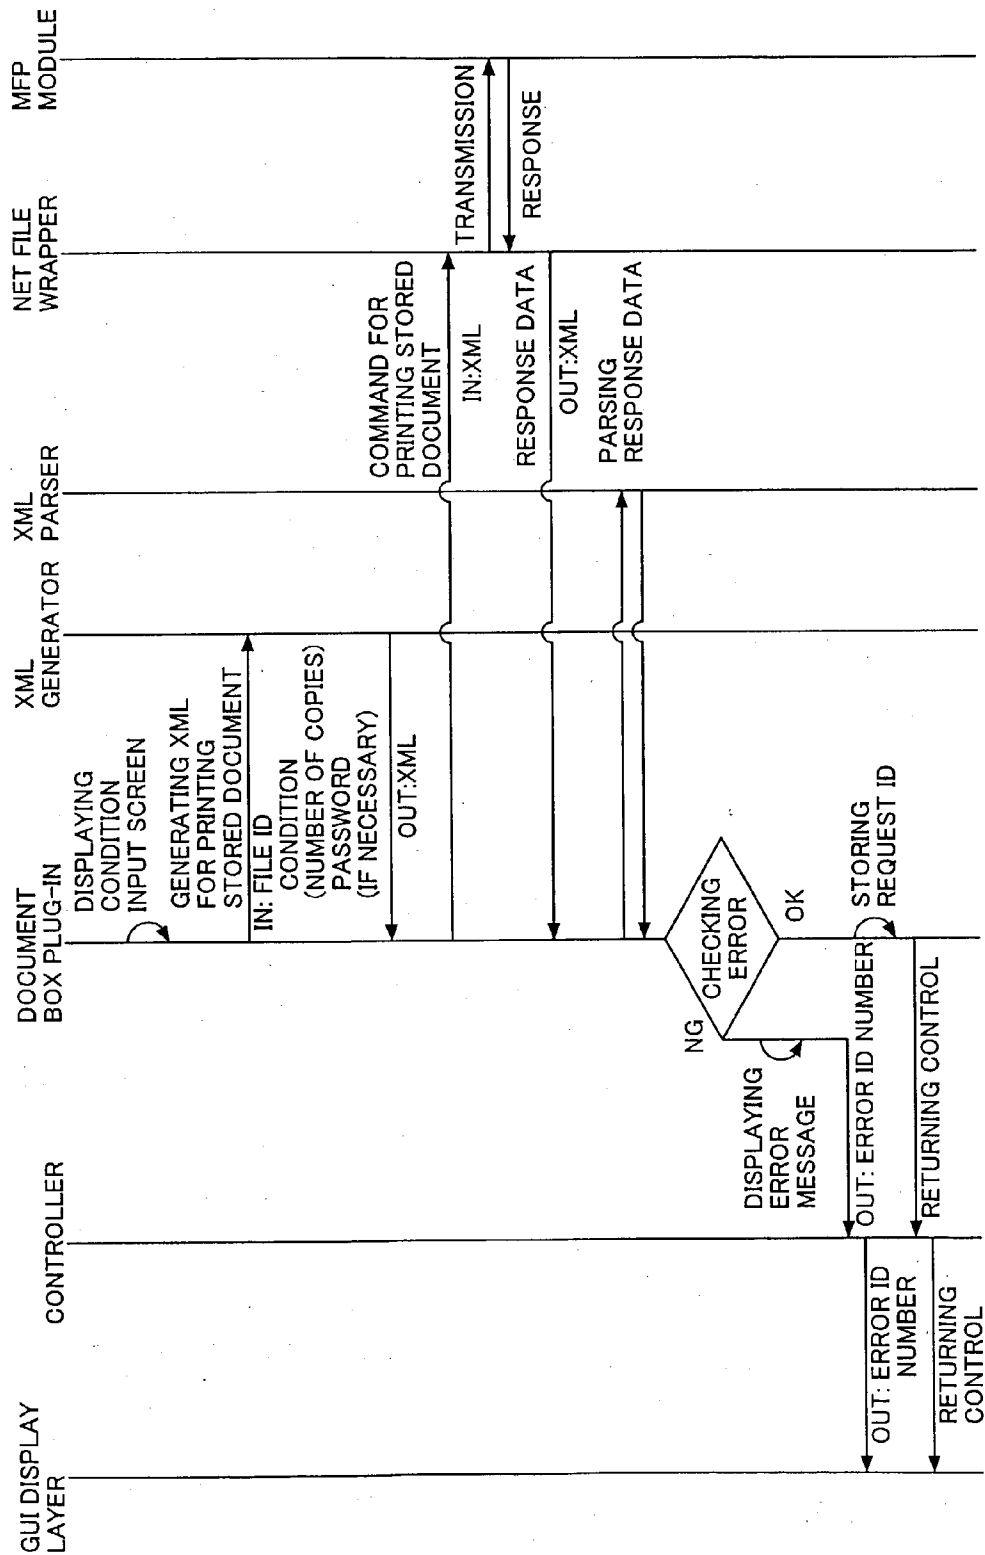 GUI DISPLAY
LAYER
CONTROLLER
DOCUMENT
BOX PLUG-IN
XML
GENERATOR
XML
PARSER
NET FILE
WRAPPER
MFP
MODULE
DISPLAYING
CONDITION
INPUT SCREEN
GENERATING XML
FOR PRINTING
STORED DOCUMENT
IN: FILE ID
CONDITION
(NUMBER OF COPIES)
PASSWORD
(IF NECESSARY)
OUT:XML
COMMAND FOR
PRINTING STORED
DOCUMENT
IN:XML
TRANSMISSION
RESPONSE
RESPONSE DATA
OUT:XML
PARSING
RESPONSE DATA
CHECKING
ERROR
NG
OK
DISPLAYING
ERROR
MESSAGE
STORING
REQUEST ID
OUT: ERROR ID NUMBER
RETURNING CONTROL
OUT: ERROR ID
NUMBER
RETURNING
CONTROL